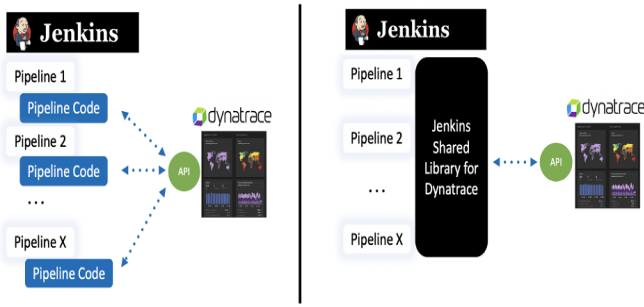 Jenkins
Pipeline 1
Pipeline Code
Pipeline 2
Pipeline Code
...
Pipeline X
Pipeline Code
API
dynatrace
Jenkins
Pipeline 1
Pipeline 2
...
Pipeline X
Jenkins
Shared
Library for
Dynatrace
API
dynatrace